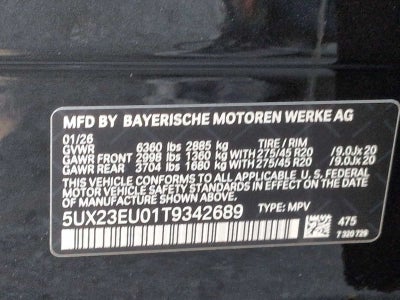 MFD BY BAYERISCHE MOTOREN WERKE AG
01/26
GVWR 6360 lbs 2885 kg TIRE / RIM
GAWR FRONT 2998 lbs 1360 kg WITH 275/45 R20 /9.0Jx20
GAWR REAR 3704 lbs 1680 kg WITH 275/45 R20 /9.0Jx20
THIS VEHICLE CONFORMS TO ALL APPLICABLE U.S. FEDERAL
MOTOR VEHICLE SAFETY STANDARDS IN EFFECT ON THE
DATE OF MANUFACTURE SHOWN ABOVE.
5UX23EU01T9342689 TYPE: MPV
475
7 320 729